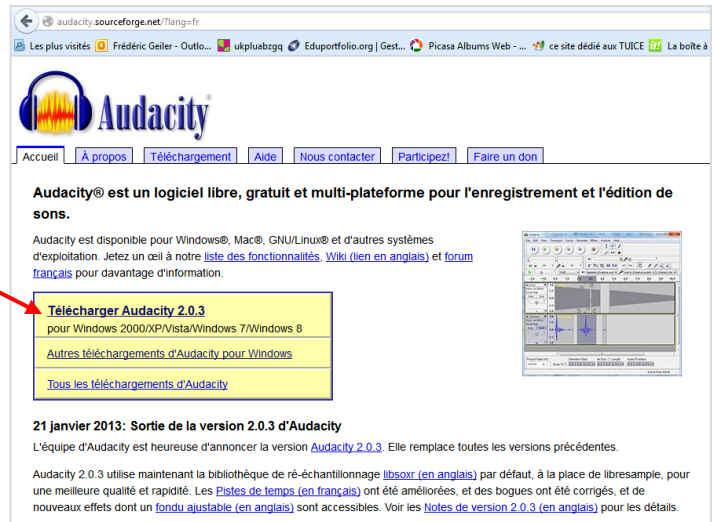 audacity.sourceforge.net/?lang=fr
Les plus visités Frédéric Geiler - Outlo... ukpluabzgq Eduportfolio.org | Gest... Picasa Albums Web - ... ce site dédié aux TUICE La boîte à
Audacity®
Accueil À propos Téléchargement Aide Nous contacter Participez! Faire un don
Audacity® est un logiciel libre, gratuit et multi-plateforme pour l'enregistrement et l'édition de
sons.
Audacity est disponible pour Windows®, Mac®, GNU/Linux® et d'autres systèmes
d'exploitation. Jetez un œil à notre liste des fonctionnalités, Wiki (lien en anglais) et forum
français pour davantage d'information.
Télécharger Audacity 2.0.3
pour Windows 2000/XP/Vista/Windows 7/Windows 8
Autres téléchargements d'Audacity pour Windows
Tous les téléchargements d'Audacity
21 janvier 2013: Sortie de la version 2.0.3 d'Audacity
L'équipe d'Audacity est heureuse d'annoncer la version Audacity 2.0.3. Elle remplace toutes les versions précédentes.
Audacity 2.0.3 utilise maintenant la bibliothèque de ré-échantillonnage libsoxr (en anglais) par défaut, à la place de libresample, pour
une meilleure qualité et rapidité. Les Pistes de temps (en français) ont été améliorées, et des bogues ont été corrigés, et de
nouveaux effets dont un fondu ajustable (en anglais) sont accessibles. Voir les Notes de version 2.0.3 (en anglais) pour les détails.